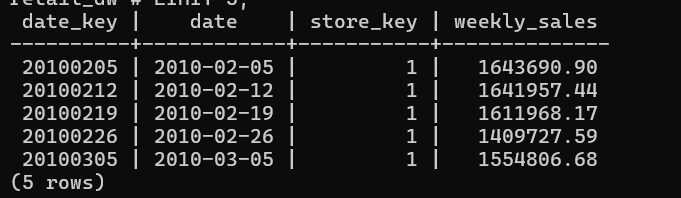 retail_dw # Limit 5;
 date_key |    date    | store_key | weekly_sales
----------+------------+-----------+--------------
 20100205 | 2010-02-05 |         1 |   1643690.90
 20100212 | 2010-02-12 |         1 |   1641957.44
 20100219 | 2010-02-19 |         1 |   1611968.17
 20100226 | 2010-02-26 |         1 |   1409727.59
 20100305 | 2010-03-05 |         1 |   1554806.68
(5 rows)